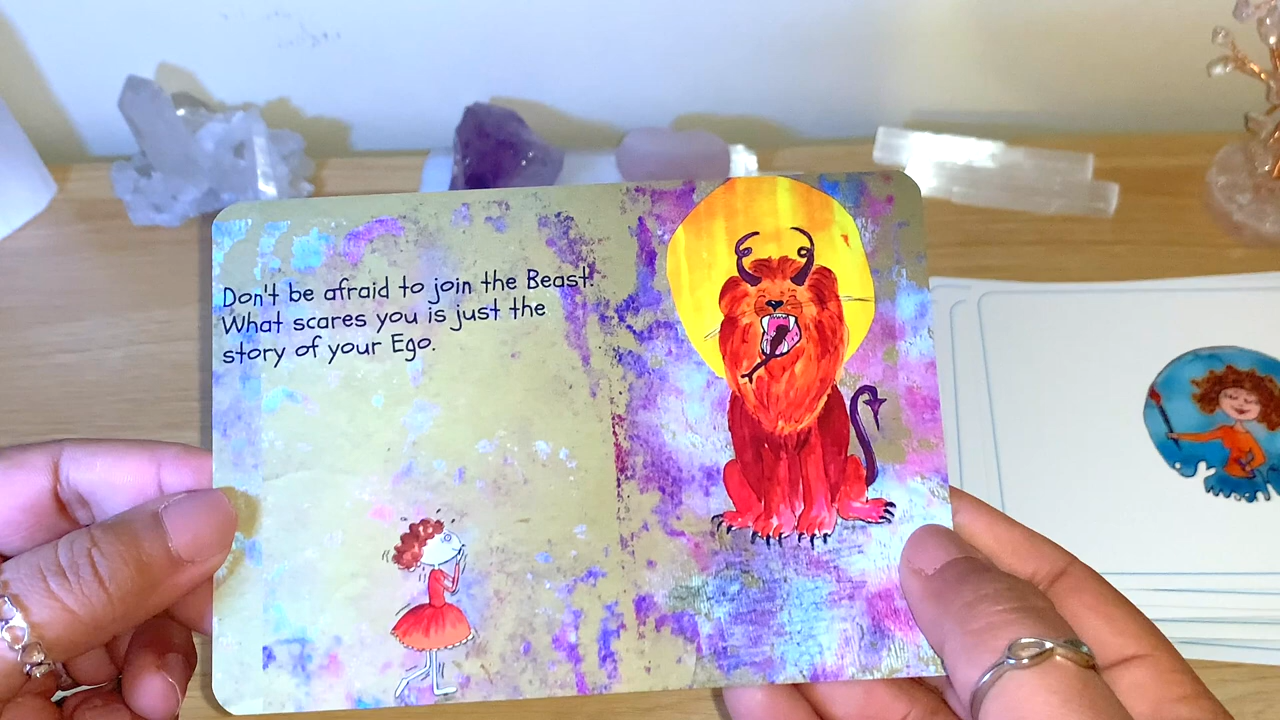 Don't be afraid to join the Beast.
What scares you is just the
story of your Ego.